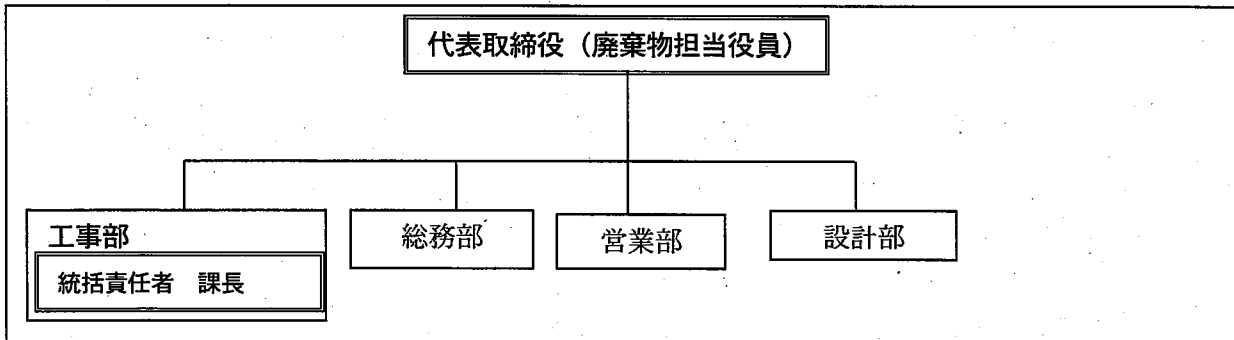 代表取締役（廃棄物担当役員）
工事部
統括責任者　課長
総務部
営業部
設計部